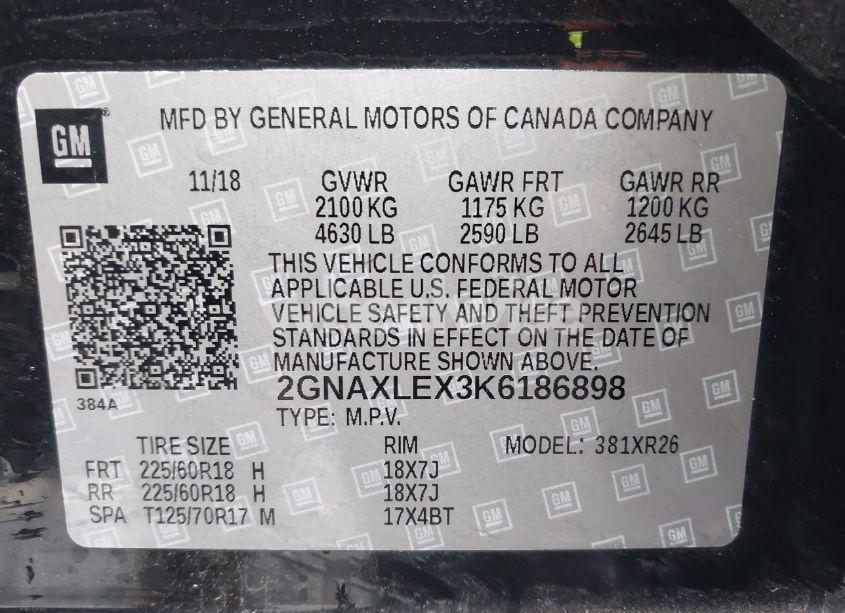 GM
MFD BY GENERAL MOTORS OF CANADA COMPANY
11/18 GVWR GAWR FRT GAWR RR
2100 KG 1175 KG 1200 KG
4630 LB 2590 LB 2645 LB
THIS VEHICLE CONFORMS TO ALL
APPLICABLE U.S. FEDERAL MOTOR
VEHICLE SAFETY AND THEFT PREVENTION
STANDARDS IN EFFECT ON THE DATE OF
MANUFACTURE SHOWN ABOVE.
2GNAXLEX3K6186898
384A
TYPE: M.P.V.
TIRE SIZE RIM MODEL: 381XR26
FRT 225/60R18 H 18X7J
RR 225/60R18 H 18X7J
SPA T125/70R17 M 17X4BT